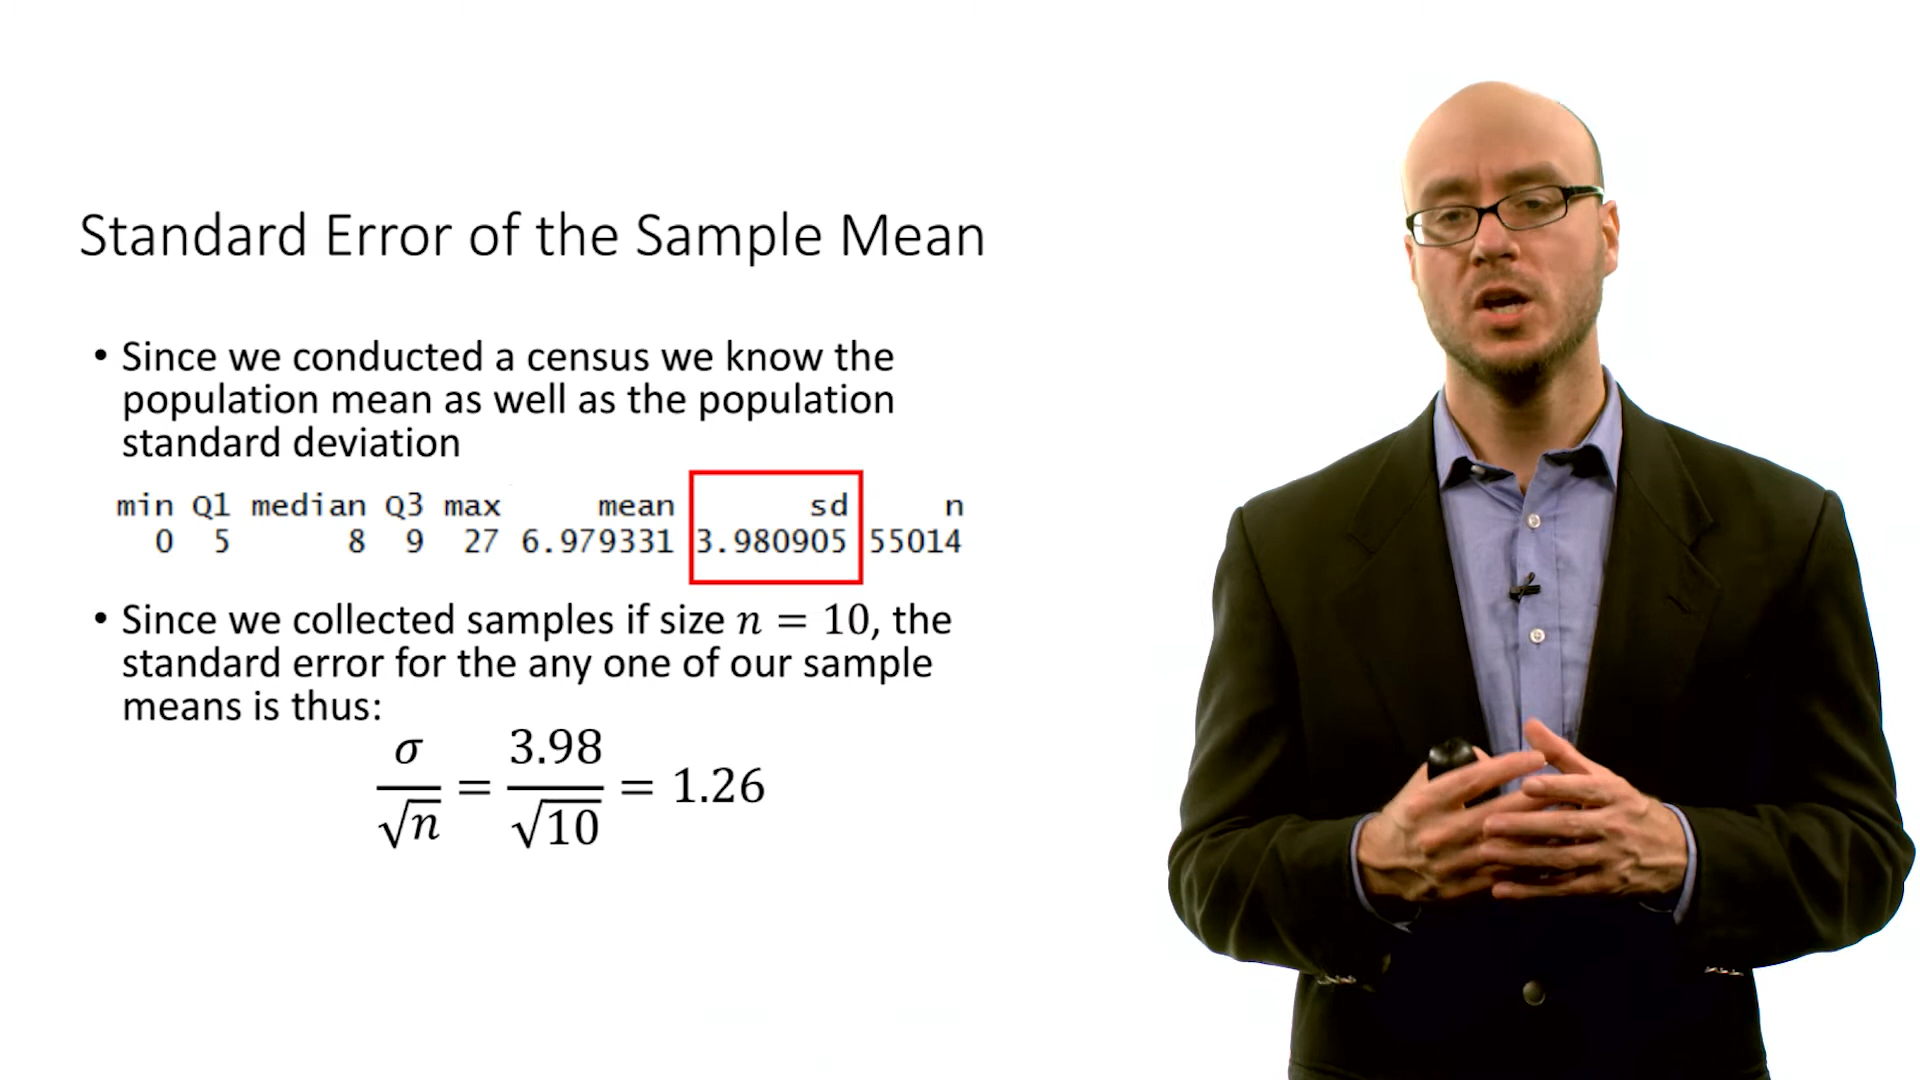 Standard Error of the Sample Mean
• Since we conducted a census we know the
population mean as well as the population
standard deviation
min Q1 median Q3 max mean sd n
0 5 8 9 27 6.979331 3.980905 55014
• Since we collected samples if size n = 10, the
standard error for the any one of our sample
means is thus:
σ/√n = 3.98/√10 = 1.26